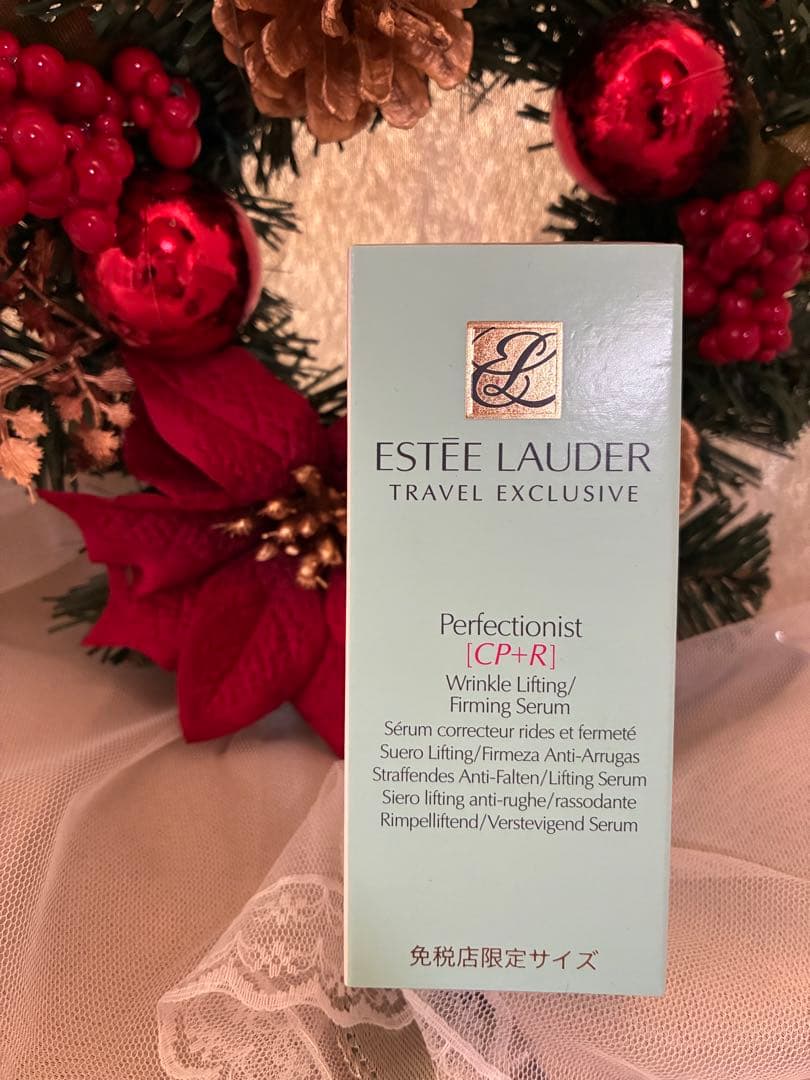 EL
ESTĒE LAUDER
TRAVEL EXCLUSIVE
Perfectionist
[CP+R]
Wrinkle Lifting/
Firming Serum
Sérum correcteur rides et fermeté
Suero Lifting/Firmeza Anti-Arrugas
Straffendes Anti-Falten/Lifting Serum
Siero lifting anti-rughe/rassodante
Rimpelliftend/Verstevigend Serum
免税店限定サイズ